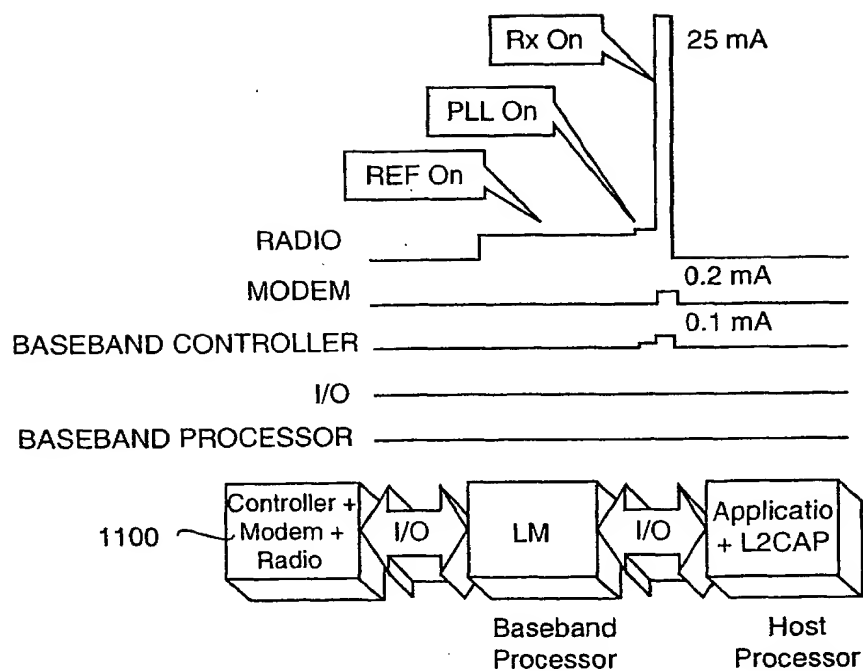 Rx On
25 mA
PLL On
REF On
RADIO
0.2 mA
MODEM
0.1 mA
BASEBAND CONTROLLER
I/O
BASEBAND PROCESSOR
1100
Controller +
Modem +
Radio
I/O
LM
I/O
Applicatio
+ L2CAP
Baseband
Processor
Host
Processor